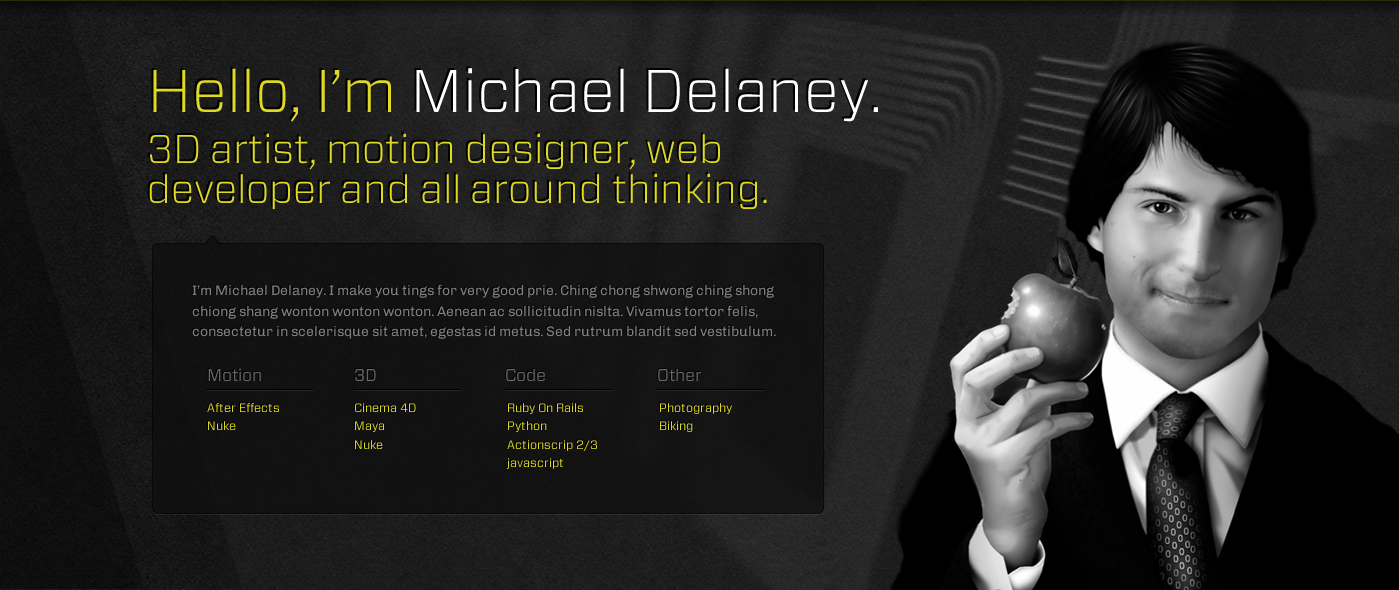 Hello, I'm Michael Delaney.
3D artist, motion designer, web
developer and all around thinking.
I'm Michael Delaney. I make you tings for very good prie. Ching chong shwong ching shong
chiong shang wonton wonton wonton. Aenean ac sollicitudin nislta. Vivamus tortor felis,
consectetur in scelerisque sit amet, egestas id metus. Sed rutrum blandit sed vestibulum.
Motion
After Effects
Nuke
3D
Cinema 4D
Maya
Nuke
Code
Ruby On Rails
Python
Actionscrip 2/3
javascript
Other
Photography
Biking